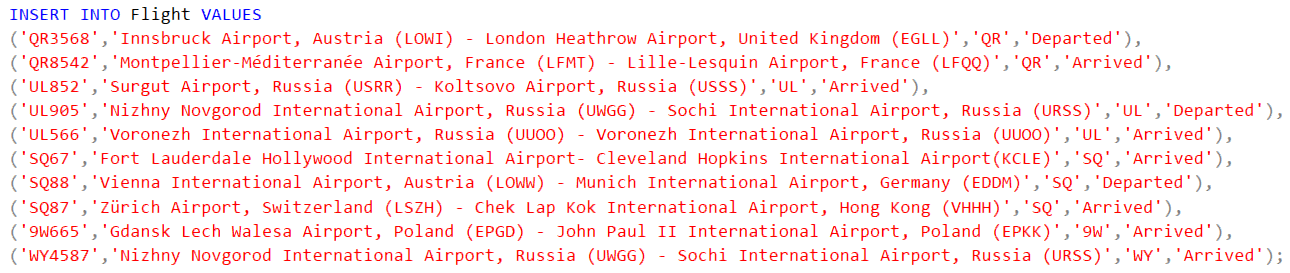 INSERT INTO Flight VALUES
('QR3568','Innsbruck Airport, Austria (LOWI) - London Heathrow Airport, United Kingdom (EGLL)','QR','Departed'),
('QR8542','Montpellier-Méditerranée Airport, France (LFMT) - Lille-Lesquin Airport, France (LFQQ)','QR','Arrived'),
('UL852','Surgut Airport, Russia (USRR) - Koltsovo Airport, Russia (USSS)','UL','Arrived'),
('UL905','Nizhny Novgorod International Airport, Russia (UWGG) - Sochi International Airport, Russia (URSS)','UL','Departed'),
('UL566','Voronezh International Airport, Russia (UUOO) - Voronezh International Airport, Russia (UUOO)','UL','Arrived'),
('SQ67','Fort Lauderdale Hollywood International Airport- Cleveland Hopkins International Airport(KCLE)','SQ','Arrived'),
('SQ88','Vienna International Airport, Austria (LOWW) - Munich International Airport, Germany (EDDM)','SQ','Departed'),
('SQ87','Zürich Airport, Switzerland (LSZH) - Chek Lap Kok International Airport, Hong Kong (VHHH)','SQ','Arrived'),
('9W665','Gdansk Lech Walesa Airport, Poland (EPGD) - John Paul II International Airport, Poland (EPKK)','9W','Arrived'),
('WY4587','Nizhny Novgorod International Airport, Russia (UWGG) - Sochi International Airport, Russia (URSS)','WY','Arrived');